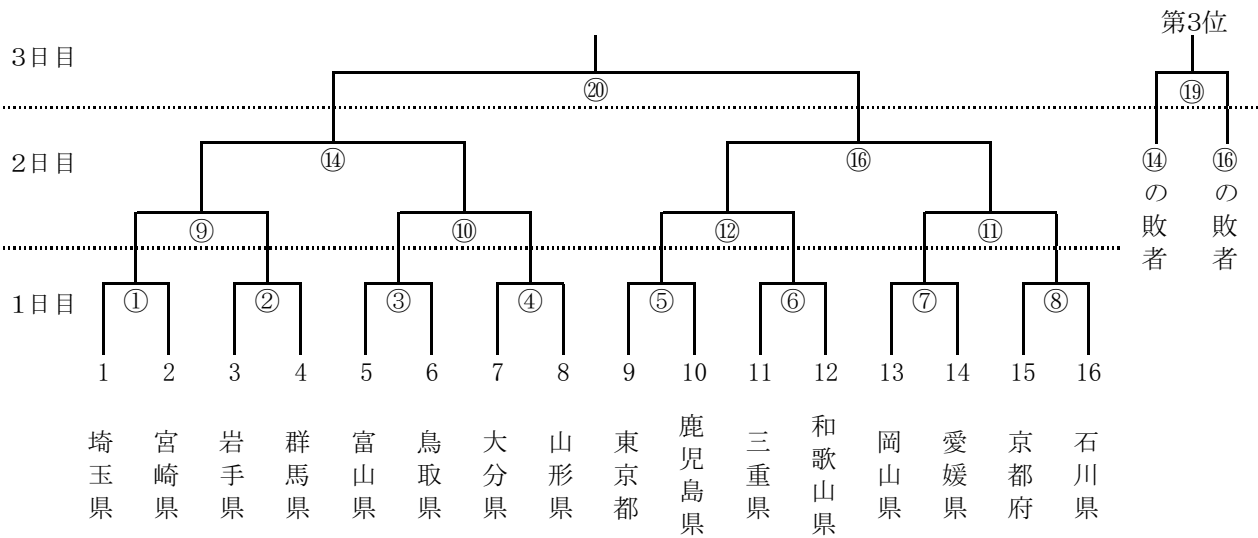 第3位
3日目
⑳
⑲
2日目
⑭
⑯
⑭の敗者
⑯の敗者
⑨
⑩
⑫
⑪
1日目
①
②
③
④
⑤
⑥
⑦
⑧
1 2 3 4 5 6 7 8 9 10 11 12 13 14 15 16
埼玉県
宮崎県
岩手県
群馬県
富山県
鳥取県
大分県
山形県
東京都
鹿児島県
三重県
和歌山県
岡山県
愛媛県
京都府
石川県